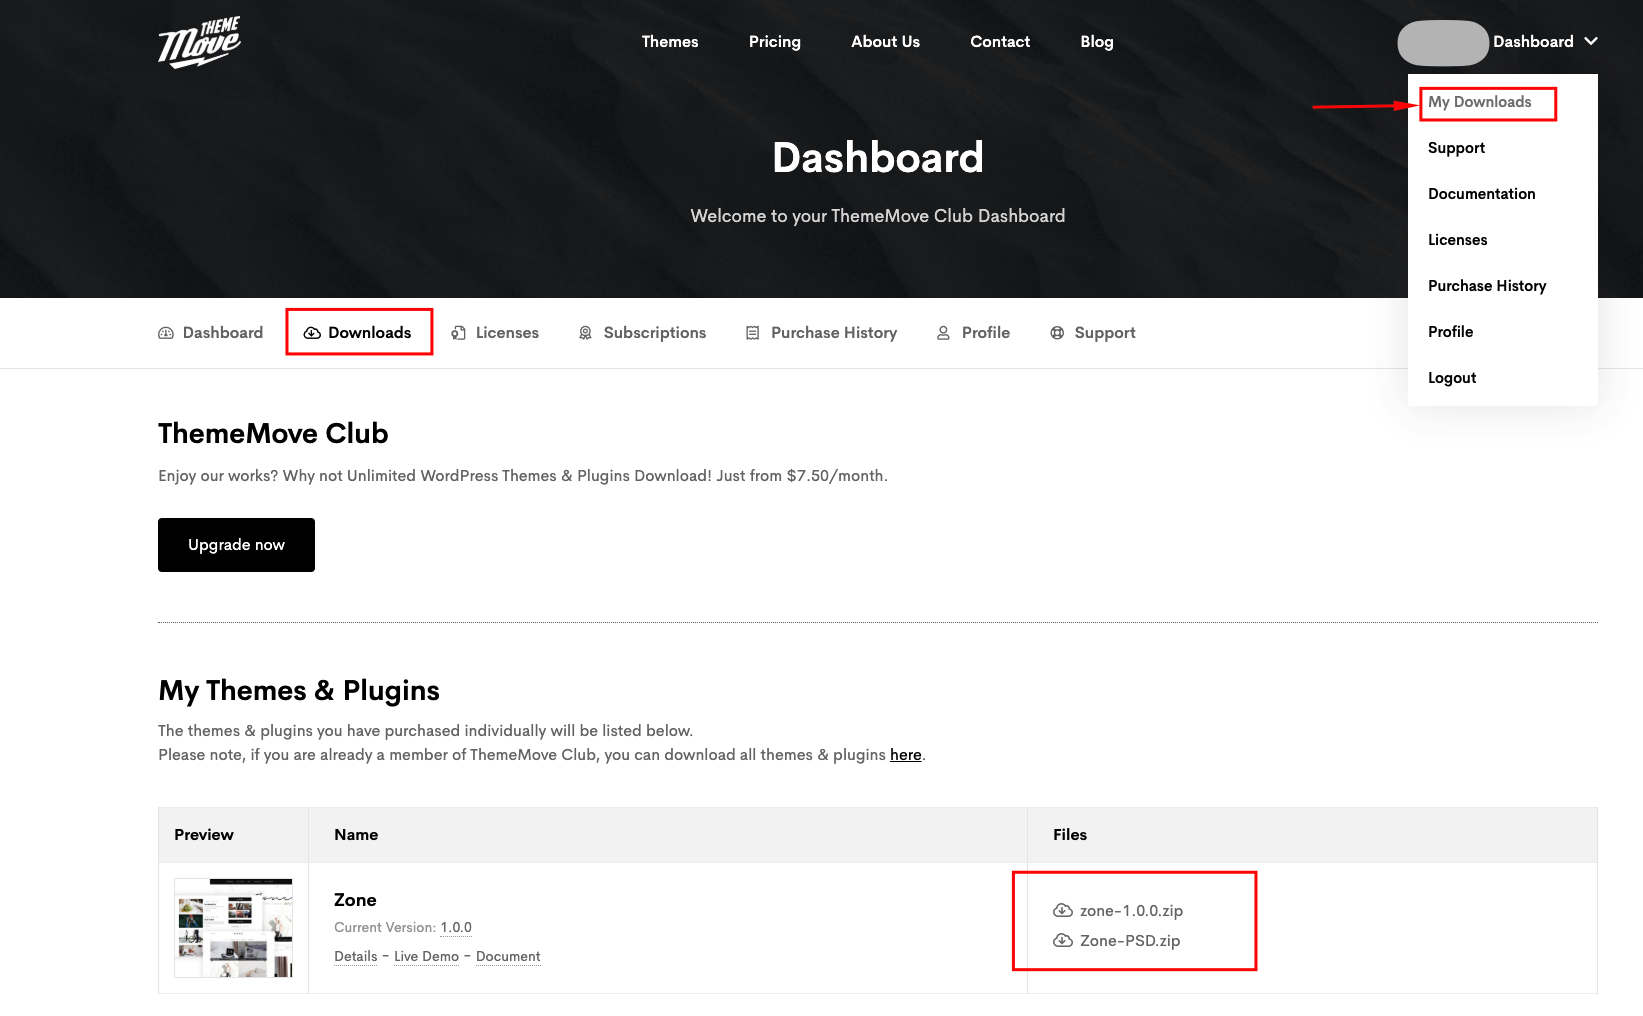 THEME
Move
Themes
Pricing
About Us
Contact
Blog
Dashboard
My Downloads
Support
Documentation
Licenses
Purchase History
Profile
Logout
Dashboard
Welcome to your ThemeMove Club Dashboard
Dashboard
Downloads
Licenses
Subscriptions
Purchase History
Profile
Support
ThemeMove Club
Enjoy our works? Why not Unlimited WordPress Themes & Plugins Download! Just from $7.50/month.
Upgrade now
My Themes & Plugins
The themes & plugins you have purchased individually will be listed below.
Please note, if you are already a member of ThemeMove Club, you can download all themes & plugins here.
Preview
Name
Files
Zone
Current Version: 1.0.0
Details - Live Demo - Document
zone-1.0.0.zip
Zone-PSD.zip